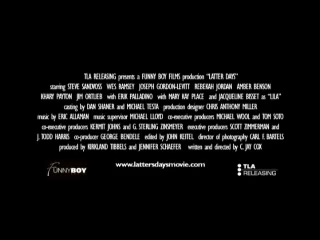 TLA RELEASING presents a FUNNY BOY FILMS production "LATTER DAYS"
starring STEVE SANDVOSS WES RAMSEY JOSEPH GORDON-LEVITT REBEKAH JORDAN AMBER BENSON
KHARY PAYTON JIM ORTLIEB with ERIK PALLADINO with MARY KAY PLACE and JACQUELINE BISSET as "LILA"
casting by DAN SHANER and MICHAEL TESTA production designer CHRIS ANTHONY MILLER
music by ERIC ALLAMAN music supervisor MICHAEL LLOYD co-executive producers MICHAEL WOOL and TOM SOTO
co-executive producers KERMIT JOHNS and G. STERLING ZINSMEYER executive producers SCOTT ZIMMERMAN and
J. TODD HARRIS co-producer GEORGE BENDELE edited by JOHN KEITEL director of photography CARL F. BARTELS
produced by KIRKLAND TIBBELS and JENNIFER SCHAEFER written and directed by C. JAY COX
FUNNYBOY
www.lattersdaysmovie.com
TLA
RELEASING